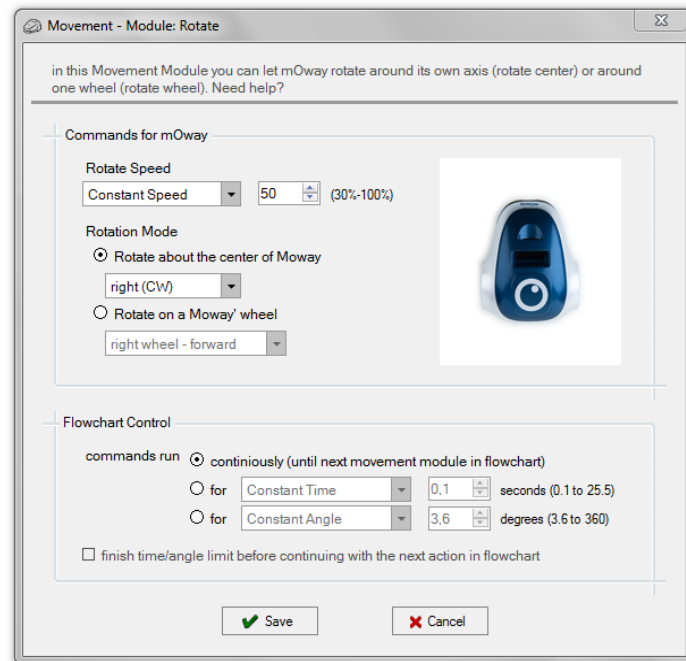 Movement - Module: Rotate
in this Movement Module you can let mOway rotate around its own axis (rotate center) or around
one wheel (rotate wheel). Need help?
Commands for mOway
Rotate Speed
Constant Speed 50 (30%-100%)
Rotation Mode
Rotate about the center of Moway
right (CW)
Rotate on a Moway' wheel
right wheel - forward
Flowchart Control
commands run continiously (until next movement module in flowchart)
for Constant Time 0,1 seconds (0.1 to 25.5)
for Constant Angle 3,6 degrees (3.6 to 360)
finish time/angle limit before continuing with the next action in flowchart
Save Cancel